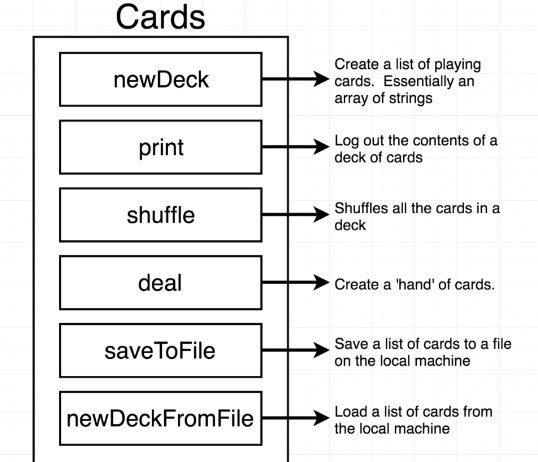 Cards
newDeck
Create a list of playing
cards. Essentially an
array of strings
print
Log out the contents of a
deck of cards
shuffle
Shuffles all the cards in a
deck
deal
Create a 'hand' of cards.
saveToFile
Save a list of cards to a file
on the local machine
newDeckFromFile
Load a list of cards from
the local machine